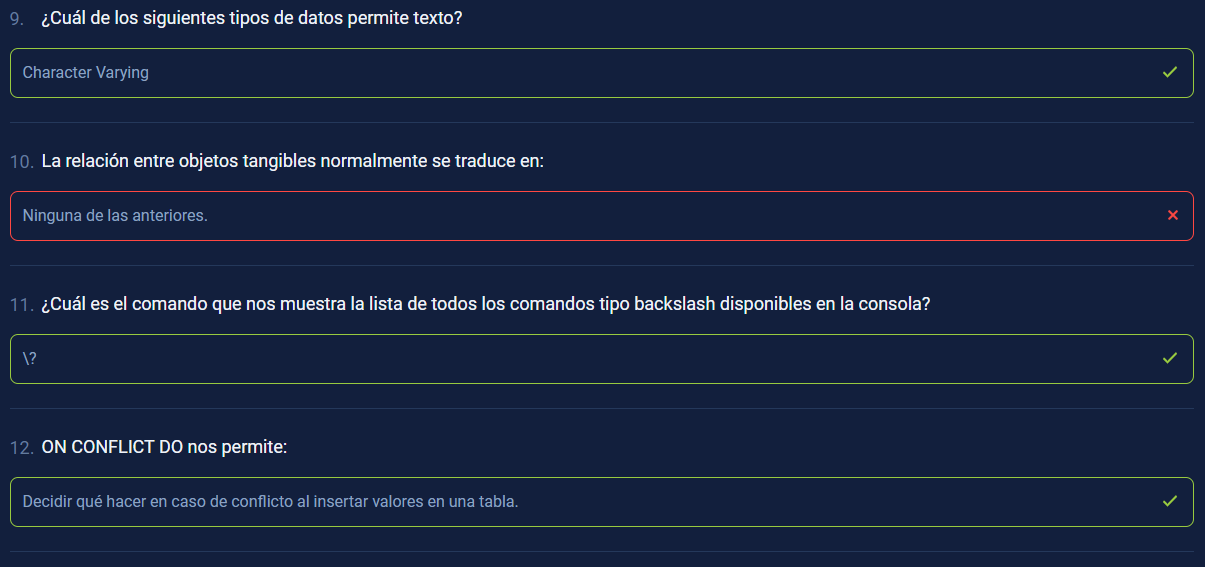 9. ¿Cuál de los siguientes tipos de datos permite texto?
Character Varying
10. La relación entre objetos tangibles normalmente se traduce en:
Ninguna de las anteriores.
11. ¿Cuál es el comando que nos muestra la lista de todos los comandos tipo backslash disponibles en la consola?
\?
12. ON CONFLICT DO nos permite:
Decidir qué hacer en caso de conflicto al insertar valores en una tabla.